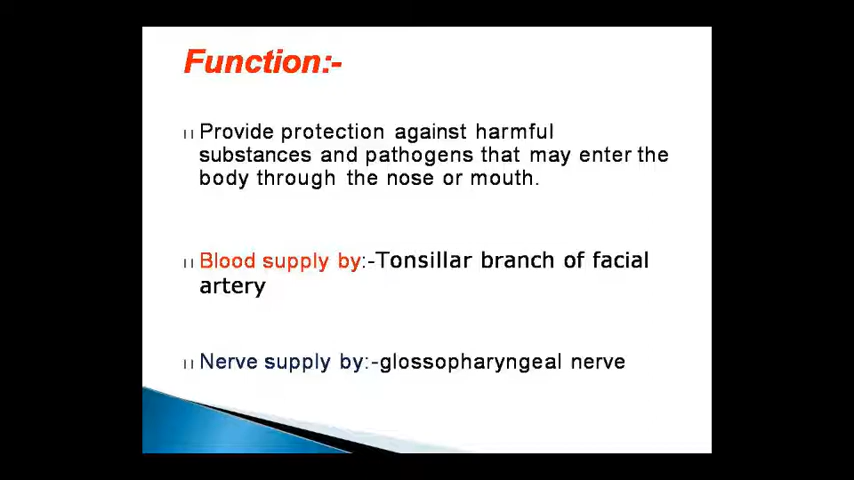 Function:-
Provide protection against harmful
substances and pathogens that may enter the
body through the nose or mouth.
Blood supply by:-Tonsillar branch of facial
artery
Nerve supply by:-glossopharyngeal nerve